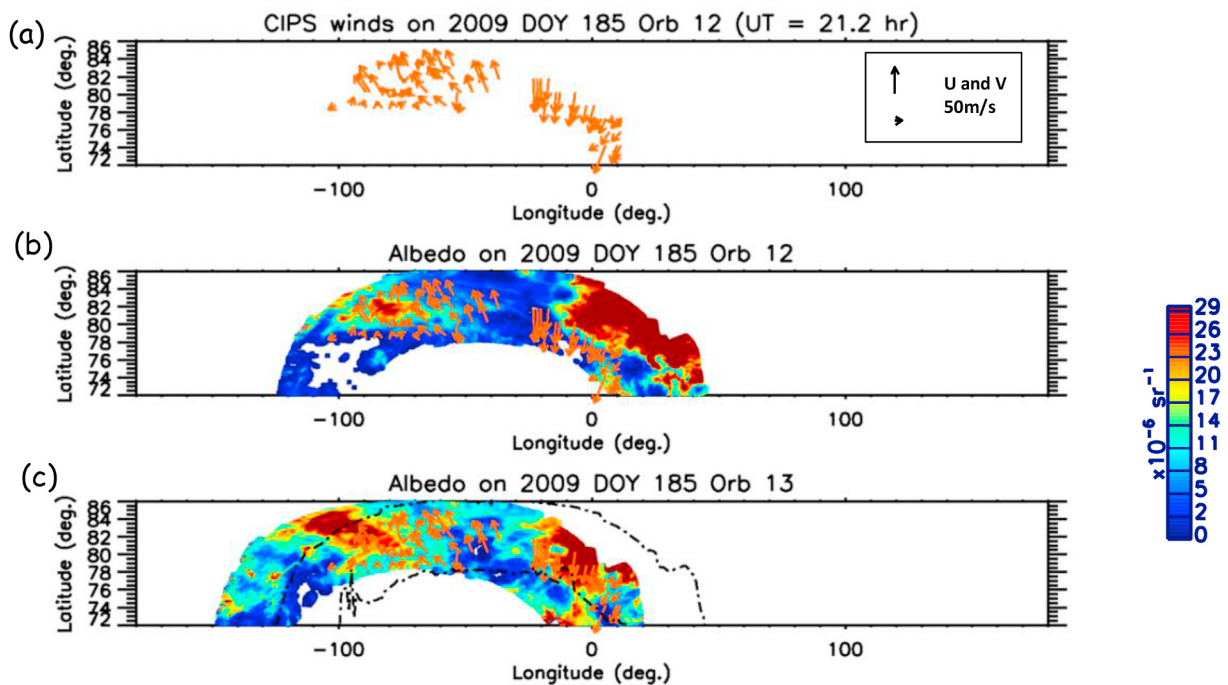 (a)
CIPS winds on 2009 DOY 185 Orb 12 (UT = 21.2 hr)
Latitude (deg.)
86
82
80
78
76
74
72
U and V
50m/s
-100
0
100
Longitude (deg.)
(b)
Albedo on 2009 DOY 185 Orb 12
Latitude (deg.)
86
84
82
80
78
76
74
72
-100
0
100
Longitude (deg.)
(c)
Albedo on 2009 DOY 185 Orb 13
Latitude (deg.)
86
84
82
80
78
76
74
72
-100
0
100
Longitude (deg.)
x10⁻⁶ sr⁻¹
29
26
23
20
17
14
11
8
5
2
0